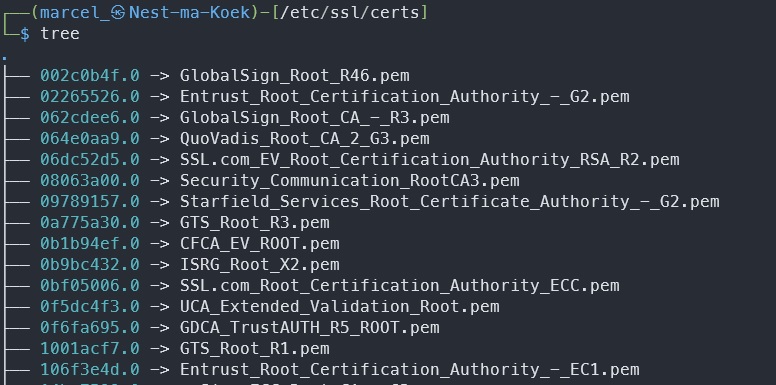 ┌──(marcel_㉿Nest-ma-Koek)-[/etc/ssl/certs]
└─$ tree
.
├── 002c0b4f.0 -> GlobalSign_Root_R46.pem
├── 02265526.0 -> Entrust_Root_Certification_Authority_-_G2.pem
├── 062cdee6.0 -> GlobalSign_Root_CA_-_R3.pem
├── 064e0aa9.0 -> QuoVadis_Root_CA_2_G3.pem
├── 06dc52d5.0 -> SSL.com_EV_Root_Certification_Authority_RSA_R2.pem
├── 08063a00.0 -> Security_Communication_RootCA3.pem
├── 09789157.0 -> Starfield_Services_Root_Certificate_Authority_-_G2.pem
├── 0a775a30.0 -> GTS_Root_R3.pem
├── 0b1b94ef.0 -> CFCA_EV_ROOT.pem
├── 0b9bc432.0 -> ISRG_Root_X2.pem
├── 0bf05006.0 -> SSL.com_Root_Certification_Authority_ECC.pem
├── 0f5dc4f3.0 -> UCA_Extended_Validation_Root.pem
├── 0f6fa695.0 -> GDCA_TrustAUTH_R5_ROOT.pem
├── 1001acf7.0 -> GTS_Root_R1.pem
├── 106f3e4d.0 -> Entrust_Root_Certification_Authority_-_EC1.pem